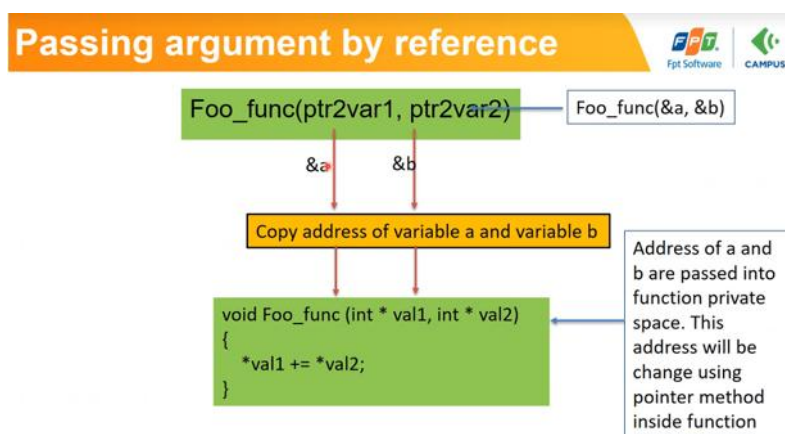 Passing argument by reference
FPT.
Fpt Software
CAMPUS
Foo_func(ptr2var1, ptr2var2)
Foo_func(&a, &b)
&a
&b
Copy address of variable a and variable b
void Foo_func (int * val1, int * val2)
{
*val1 += *val2;
}
Address of a and
b are passed into
function private
space. This
address will be
change using
pointer method
inside function